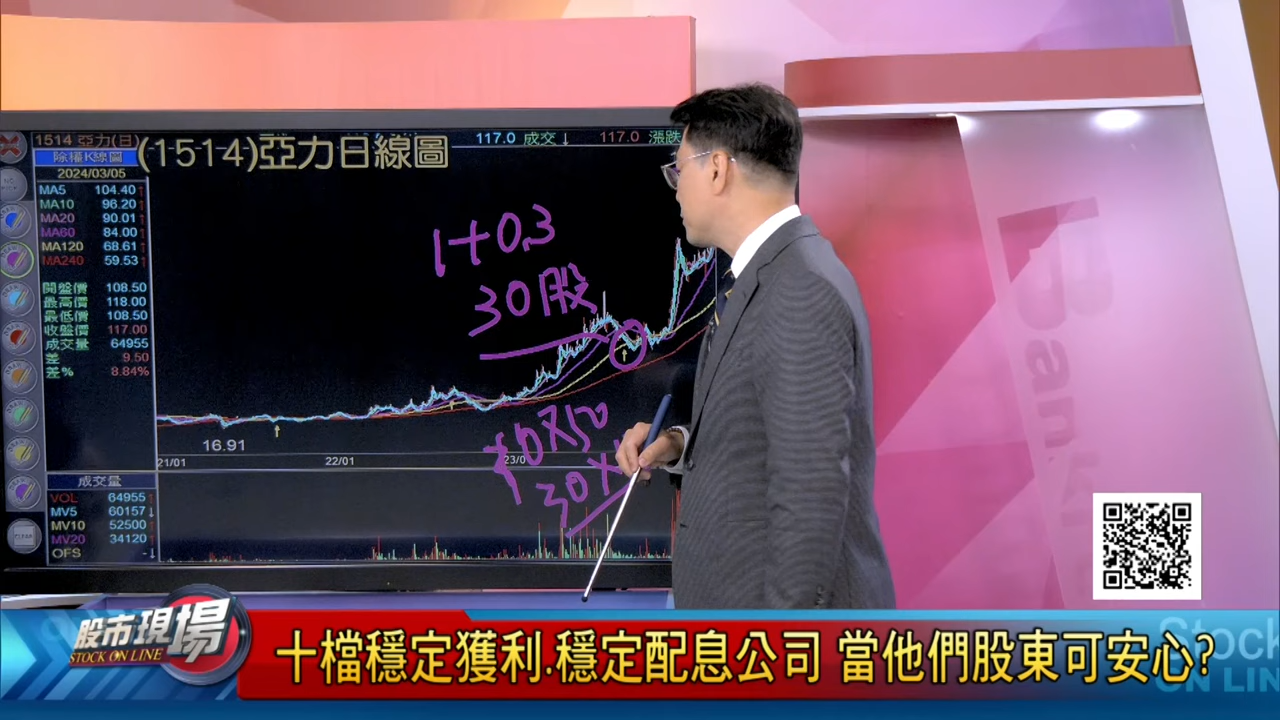 1514 亞力(日)
(1514)亞力日線圖
117.0 成交↓ 117.0 漲跌
除權K線圖
2024/03/05
MA5 104.40↑
MA10 96.20↑
MA20 90.01↑
MA60 84.00↑
MA120 68.61↑
MA240 59.53↑
開盤價 108.50
最高價 118.00
最低價 108.50
收盤價 117.00
成交量 64955
差 9.50
差% 8.84%
1+0.3
30股
16.91
21/01 22/01 23/0
成交量
VOL 64955↑
MV5 60157↓
MV10 52500↑
MV20 34120↑
OFS -↓
Bank
股市現場
STOCK ON LINE
十檔穩定獲利.穩定配息公司 當他們股東可安心?
Stock
ON LIN